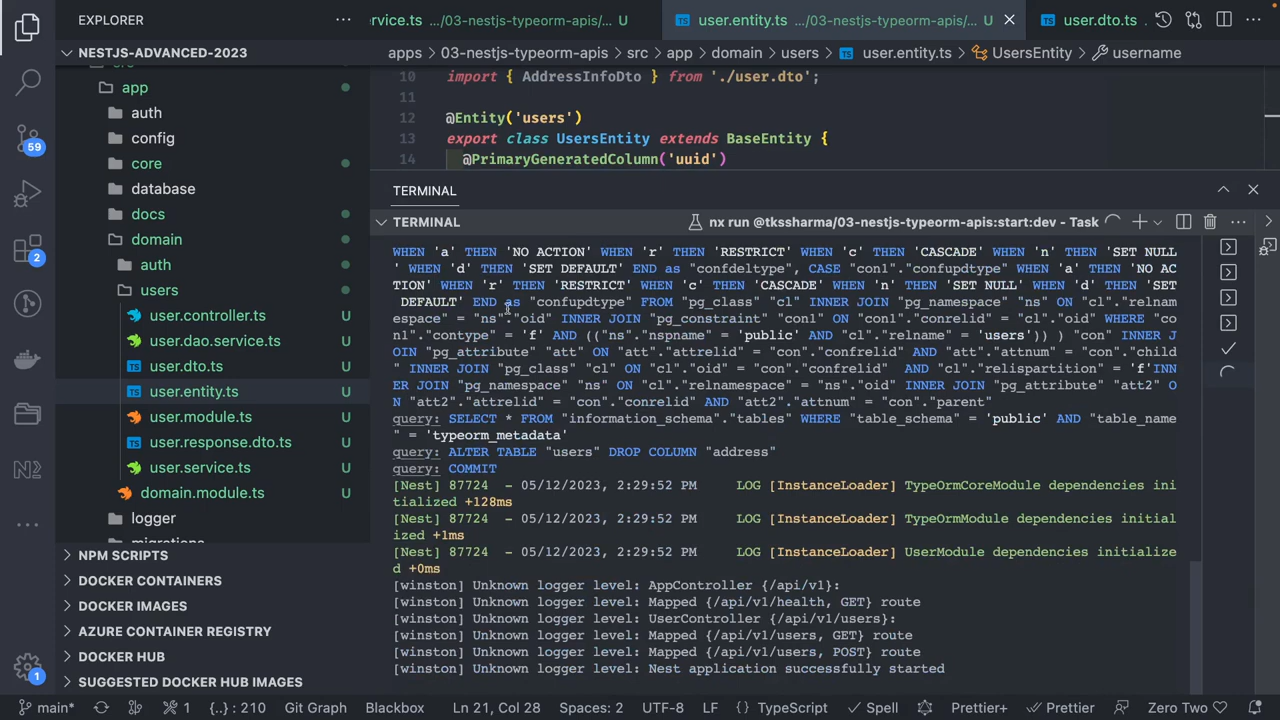 EXPLORER
NESTJS-ADVANCED-2023
app
auth
config
core
database
docs
domain
auth
users
user.controller.ts U
user.dao.service.ts U
user.dto.ts U
user.entity.ts U
user.module.ts U
user.response.dto.ts U
user.service.ts U
domain.module.ts U
logger
NPM SCRIPTS
DOCKER CONTAINERS
DOCKER IMAGES
AZURE CONTAINER REGISTRY
DOCKER HUB
SUGGESTED DOCKER HUB IMAGES
59
2
1
ervice.ts .../03-nestjs-typeorm-apis/... U
user.entity.ts .../03-nestjs-typeorm-apis/... U
user.dto.ts
apps > 03-nestjs-typeorm-apis > src > app > domain > users > user.entity.ts > UsersEntity > username
10 import { AddressInfoDto } from './user.dto';
11
12 @Entity('users')
13 export class UsersEntity extends BaseEntity {
14 @PrimaryGeneratedColumn('uuid')
TERMINAL
TERMINAL
nx run @tkssharma/03-nestjs-typeorm-apis:start:dev - Task
WHEN 'a' THEN 'NO ACTION' WHEN 'r' THEN 'RESTRICT' WHEN 'c' THEN 'CASCADE' WHEN 'n' THEN 'SET NULL
' WHEN 'd' THEN 'SET DEFAULT' END as "confdeltype", CASE "con1"."confupdtype" WHEN 'a' THEN 'NO AC
TION' WHEN 'r' THEN 'RESTRICT' WHEN 'c' THEN 'CASCADE' WHEN 'n' THEN 'SET NULL' WHEN 'd' THEN 'SET
DEFAULT' END as "confupdtype" FROM "pg_class" "cl" INNER JOIN "pg_namespace" "ns" ON "cl"."relnam
espace" = "ns"."oid" INNER JOIN "pg_constraint" "con1" ON "con1"."conrelid" = "cl"."oid" WHERE "co
n1"."contype" = 'f' AND (("ns"."nspname" = 'public' AND "cl"."relname" = 'users')) ) "con" INNER J
OIN "pg_attribute" "att" ON "att"."attrelid" = "con"."confrelid" AND "att"."attnum" = "con"."child
" INNER JOIN "pg_class" "cl" ON "cl"."oid" = "con"."confrelid"  AND "cl"."relispartition" = 'f'INN
ER JOIN "pg_namespace" "ns" ON "cl"."relnamespace" = "ns"."oid" INNER JOIN "pg_attribute" "att2" O
N "att2"."attrelid" = "con"."conrelid" AND "att2"."attnum" = "con"."parent"
query: SELECT * FROM "information_schema"."tables" WHERE "table_schema" = 'public' AND "table_name
" = 'typeorm_metadata'
query: ALTER TABLE "users" DROP COLUMN "address"
query: COMMIT
[Nest] 87724  - 05/12/2023, 2:29:52 PM     LOG [InstanceLoader] TypeOrmCoreModule dependencies ini
tialized +128ms
[Nest] 87724  - 05/12/2023, 2:29:52 PM     LOG [InstanceLoader] TypeOrmModule dependencies initial
ized +1ms
[Nest] 87724  - 05/12/2023, 2:29:52 PM     LOG [InstanceLoader] UserModule dependencies initialize
d +0ms
[winston] Unknown logger level: AppController {/api/v1}:
[winston] Unknown logger level: Mapped {/api/v1/health, GET} route
[winston] Unknown logger level: UserController {/api/v1/users}:
[winston] Unknown logger level: Mapped {/api/v1/users, GET} route
[winston] Unknown logger level: Mapped {/api/v1/users, POST} route
[winston] Unknown logger level: Nest application successfully started
main* 1 {..} : 210 Git Graph Blackbox Ln 21, Col 28 Spaces: 2 UTF-8 LF {} TypeScript Spell Prettier+ Prettier Zero Two